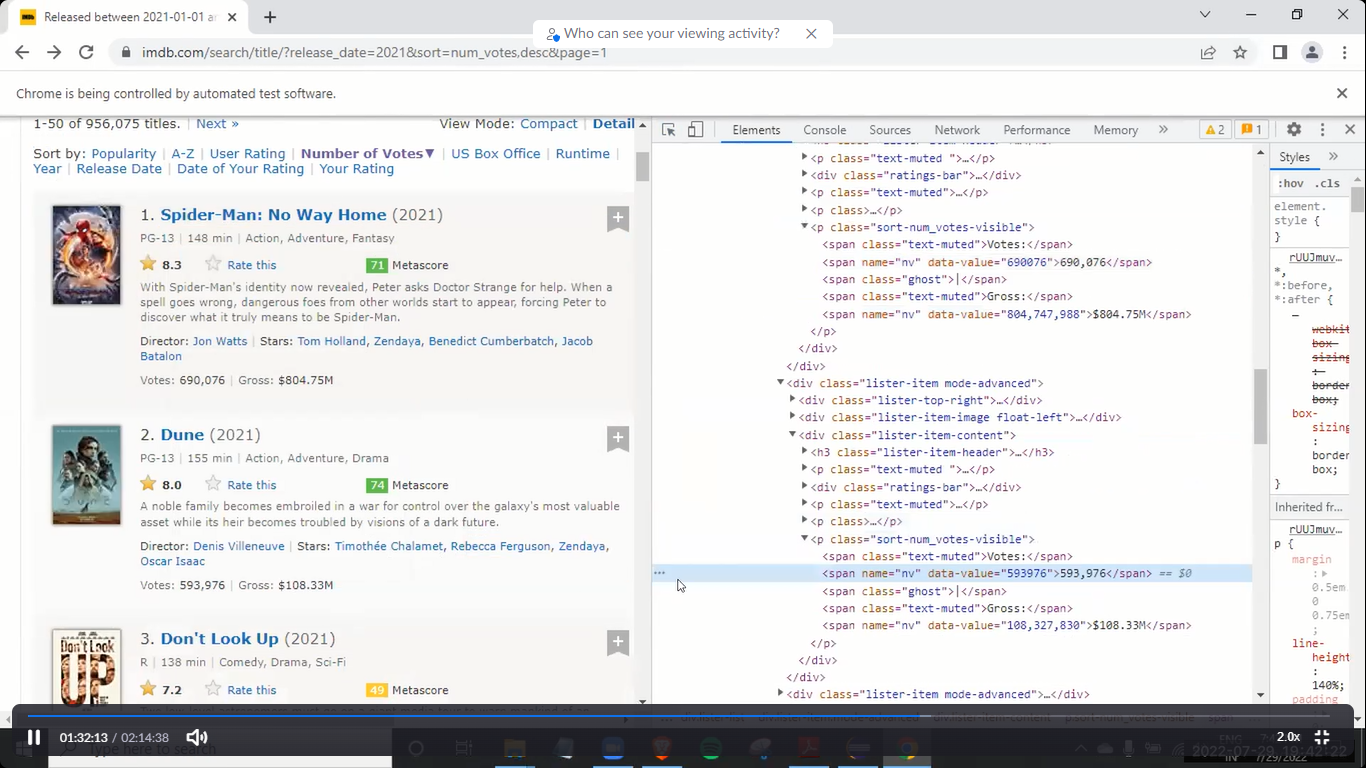 Released between 2021-01-01 a
Who can see your viewing activity?
imdb.com/search/title/?release_date=2021&sort=num_votes,desc&page=1
Chrome is being controlled by automated test software.
1-50 of 956,075 titles. | Next »
View Mode: Compact | Detail
Sort by: Popularity | A-Z | User Rating | Number of Votes▼ | US Box Office | Runtime |
Year | Release Date | Date of Your Rating | Your Rating
1. Spider-Man: No Way Home (2021)
PG-13 | 148 min | Action, Adventure, Fantasy
8.3 Rate this 71 Metascore
With Spider-Man's identity now revealed, Peter asks Doctor Strange for help. When a
spell goes wrong, dangerous foes from other worlds start to appear, forcing Peter to
discover what it truly means to be Spider-Man.
Director: Jon Watts | Stars: Tom Holland, Zendaya, Benedict Cumberbatch, Jacob
Batalon
Votes: 690,076 | Gross: $804.75M
2. Dune (2021)
PG-13 | 155 min | Action, Adventure, Drama
8.0 Rate this 74 Metascore
A noble family becomes embroiled in a war for control over the galaxy's most valuable
asset while its heir becomes troubled by visions of a dark future.
Director: Denis Villeneuve | Stars: Timothée Chalamet, Rebecca Ferguson, Zendaya,
Oscar Isaac
Votes: 593,976 | Gross: $108.33M
Don't Look
UP
3. Don't Look Up (2021)
R | 138 min | Comedy, Drama, Sci-Fi
7.2 Rate this 49 Metascore
Elements Console Sources Network Performance Memory » 2 1
<p class="text-muted ">…</p>
<div class="ratings-bar">…</div>
<p class="text-muted">…</p>
<p class>…</p>
<p class="sort-num_votes-visible">
<span class="text-muted">Votes:</span>
<span name="nv" data-value="690076">690,076</span>
<span class="ghost">|</span>
<span class="text-muted">Gross:</span>
<span name="nv" data-value="804,747,988">$804.75M</span>
</p>
</div>
</div>
<div class="lister-item mode-advanced">
<div class="lister-top-right">…</div>
<div class="lister-item-image float-left">…</div>
<div class="lister-item-content">
<h3 class="lister-item-header">…</h3>
<p class="text-muted ">…</p>
<div class="ratings-bar">…</div>
<p class="text-muted">…</p>
<p class>…</p>
<p class="sort-num_votes-visible">
<span class="text-muted">Votes:</span>
<span name="nv" data-value="593976">593,976</span> == $0
<span class="ghost">|</span>
<span class="text-muted">Gross:</span>
<span name="nv" data-value="108,327,830">$108.33M</span>
</p>
</div>
</div>
<div class="lister-item mode-advanced">…</div>
Styles »
:hov .cls
element.
style {
}
rUUJmuv…
*,
*:before,
*:after {
webkit
box-
sizing
:
border
box;
box-
sizing
:
border
box;
}
Inherited fr…
rUUJmuv…
p {
margin
:
0.5em
0
0.75em
;
line-
height
:
140%;
padding
01:32:13 / 02:14:38
2.0x
2022-07-29, 19:42:22
7/29/2022